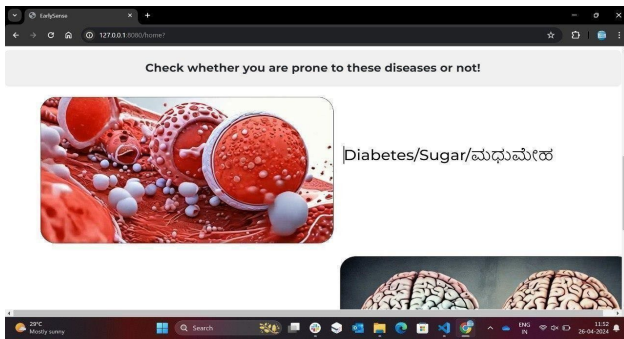 EarlySense
127.0.0.1:8080/home?
Check whether you are prone to these diseases or not!
Diabetes/Sugar/ಮಧುಮೇಹ
29°C
Mostly sunny
Search
ENG
IN
11:52
26-04-2024